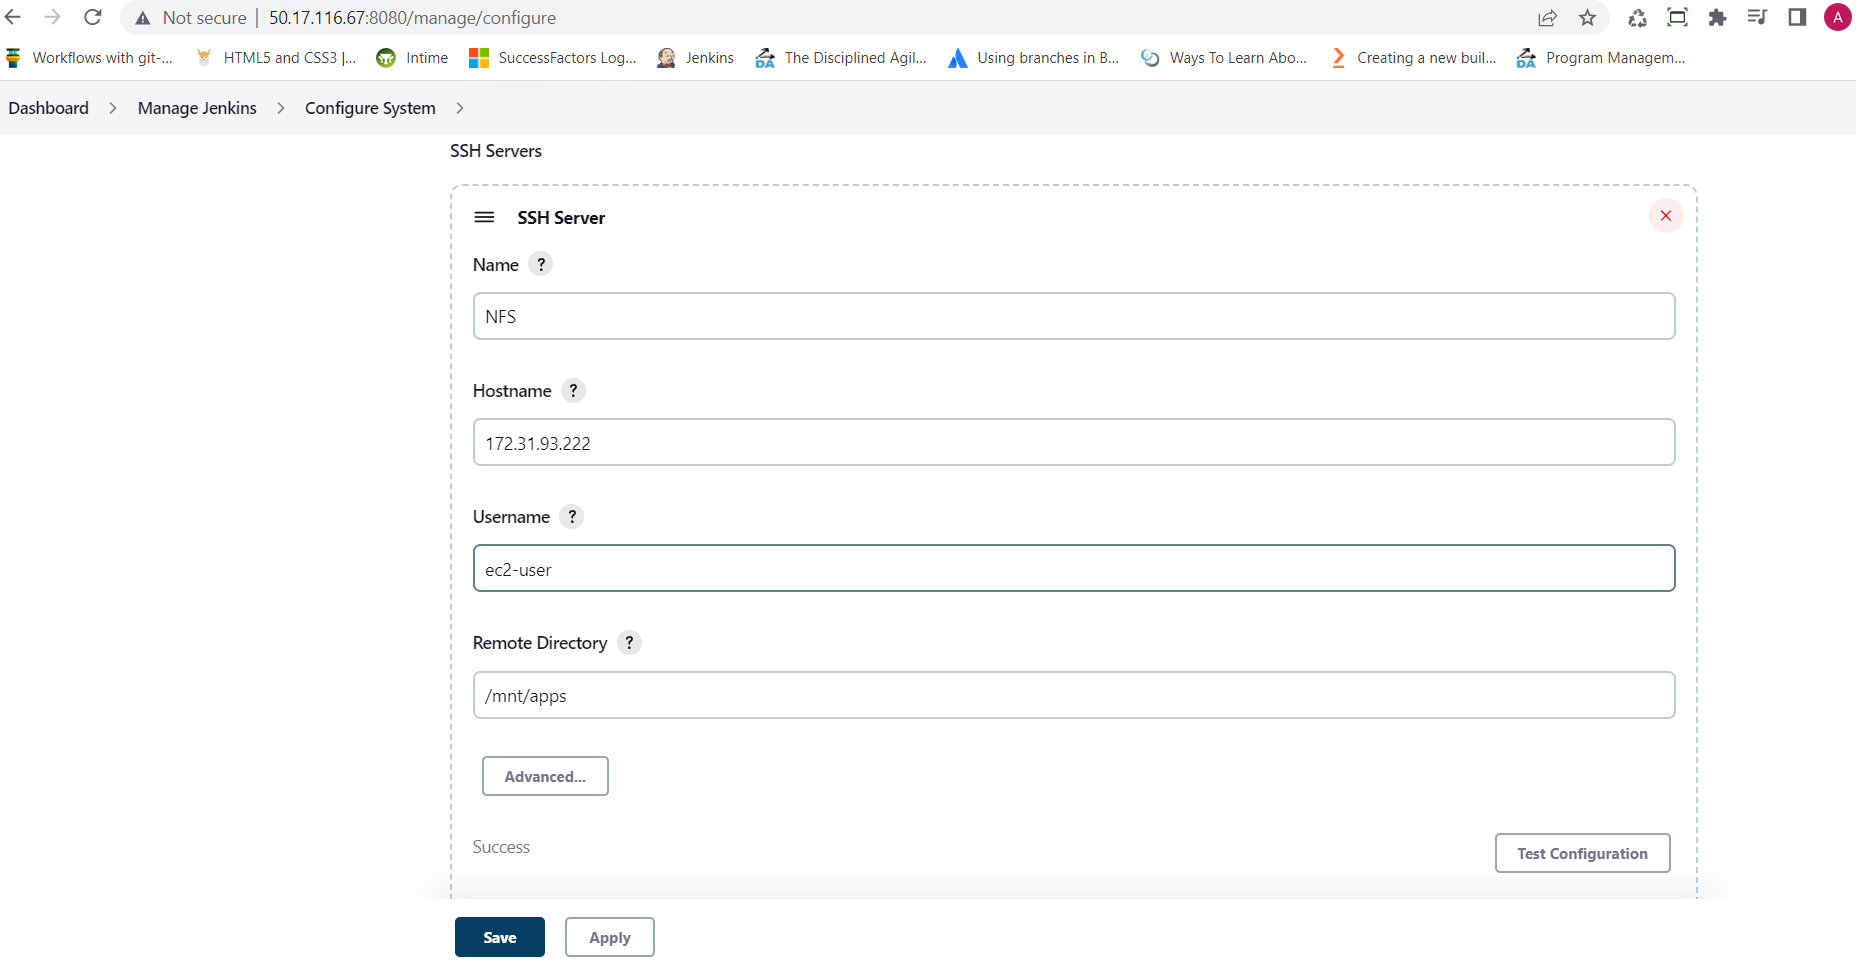 Not secure | 50.17.116.67:8080/manage/configure A
Workflows with git-... HTML5 and CSS3 |... Intime SuccessFactors Log... Jenkins The Disciplined Agil... Using branches in B... Ways To Learn Abo... Creating a new buil... Program Managem...
Dashboard > Manage Jenkins > Configure System >
SSH Servers
SSH Server
Name ?
NFS
Hostname ?
172.31.93.222
Username ?
ec2-user
Remote Directory ?
/mnt/apps
Advanced...
Success
Test Configuration
Save Apply